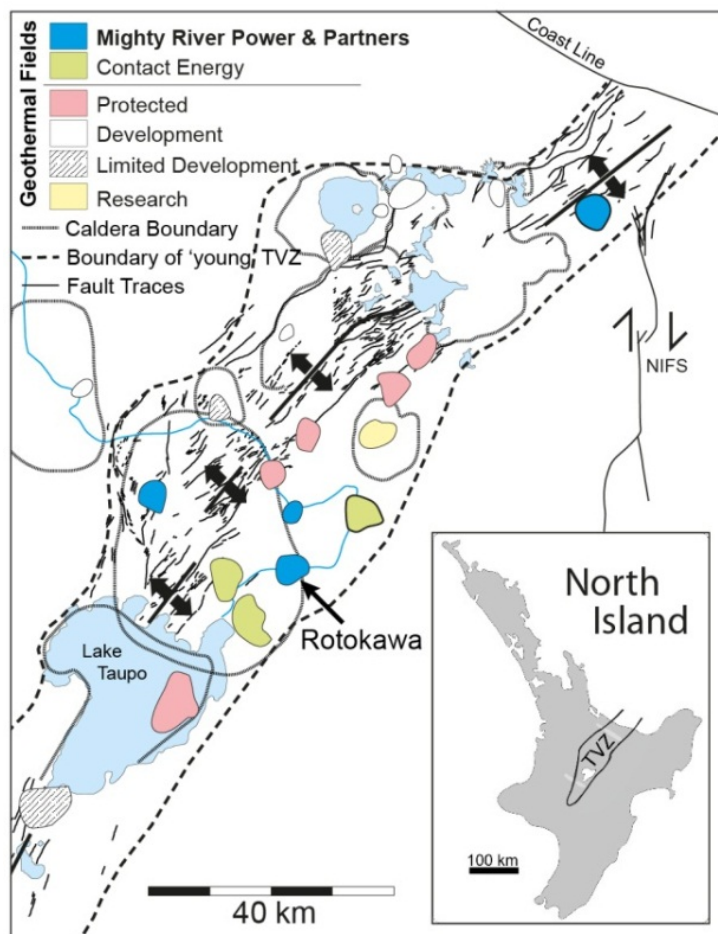 Geothermal Fields
Mighty River Power & Partners
Contact Energy
Protected
Development
Limited Development
Research
Caldera Boundary
Boundary of ‘young, TVZ
Fault Traces
Coast Line
NIFS
Rotokawa
Lake
Taupo
40 km
North
Island
TVZ
100 km